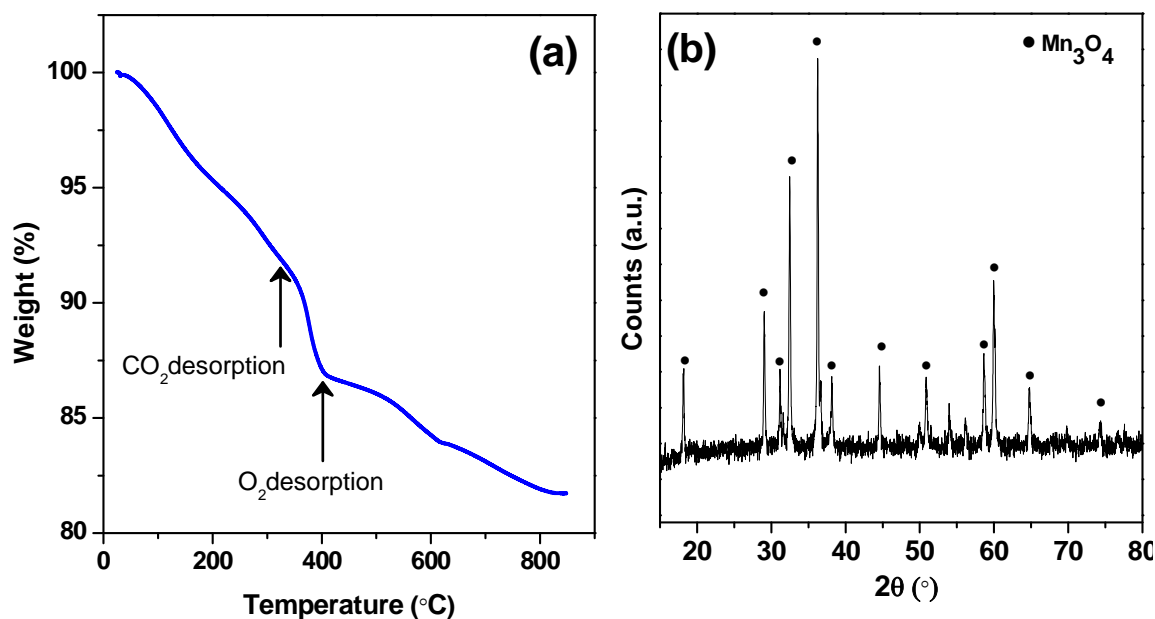 (a)
100
95
90
85
80
Weight (%)
CO2desorption
O2desorption
0 200 400 600 800
Temperature (°C)
(b)
Mn3O4
Counts (a.u.)
20 30 40 50 60 70 80
2θ (°)